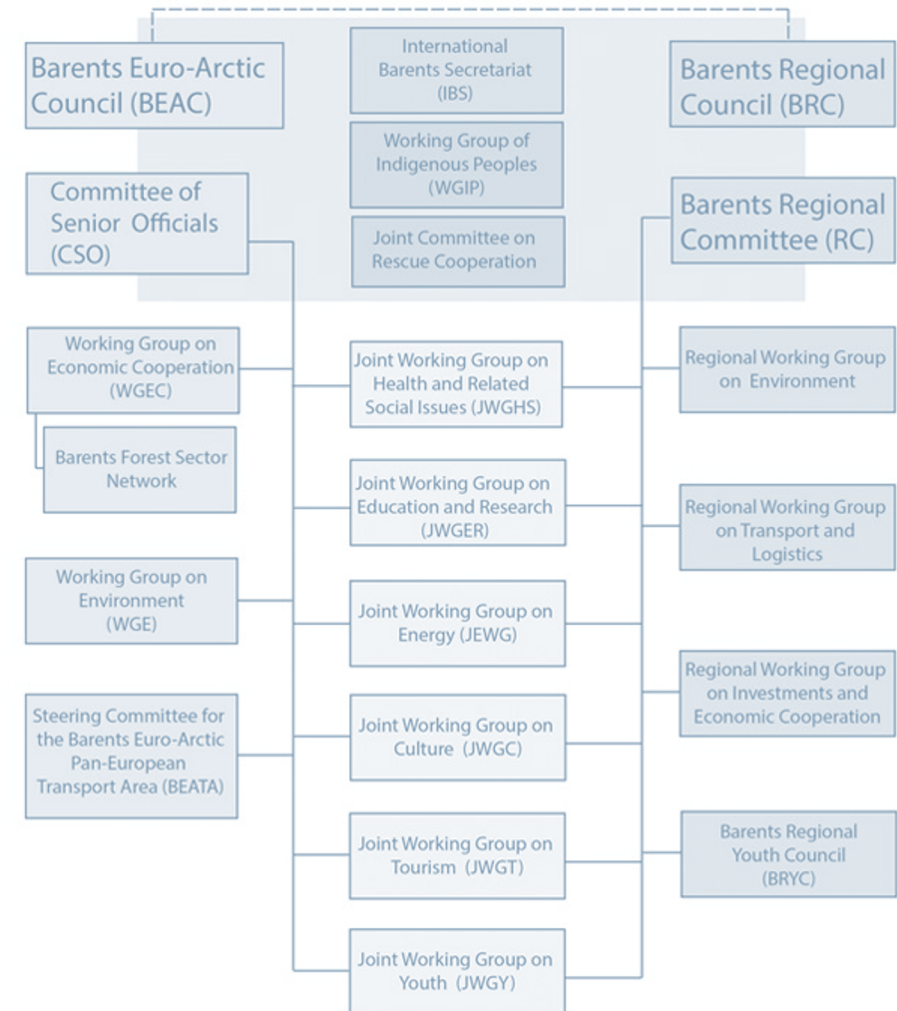 Barents Euro-Arctic
Council (BEAC)
International
Barents Secretariat
(IBS)
Barents Regional
Council (BRC)
Working Group of
Indigenous Peoples
(WGIP)
Committee of
Senior Officials
(CSO)
Joint Committee on
Rescue Cooperation
Barents Regional
Committee (RC)
Working Group on
Economic Cooperation
(WGEC)
Barents Forest Sector
Network
Working Group on
Environment
(WGE)
Steering Committee for
the Barents Euro-Arctic
Pan-European
Transport Area (BEATA)
Joint Working Group on
Health and Related
Social Issues (JWGHS)
Joint Working Group on
Education and Research
(JWGER)
Joint Working Group on
Energy (JEWG)
Joint Working Group on
Culture (JWGC)
Joint Working Group on
Tourism (JWGT)
Joint Working Group on
Youth (JWGY)
Regional Working Group
on Environment
Regional Working Group
on Transport and
Logistics
Regional Working Group
on Investments and
Economic Cooperation
Barents Regional
Youth Council
(BRYC)